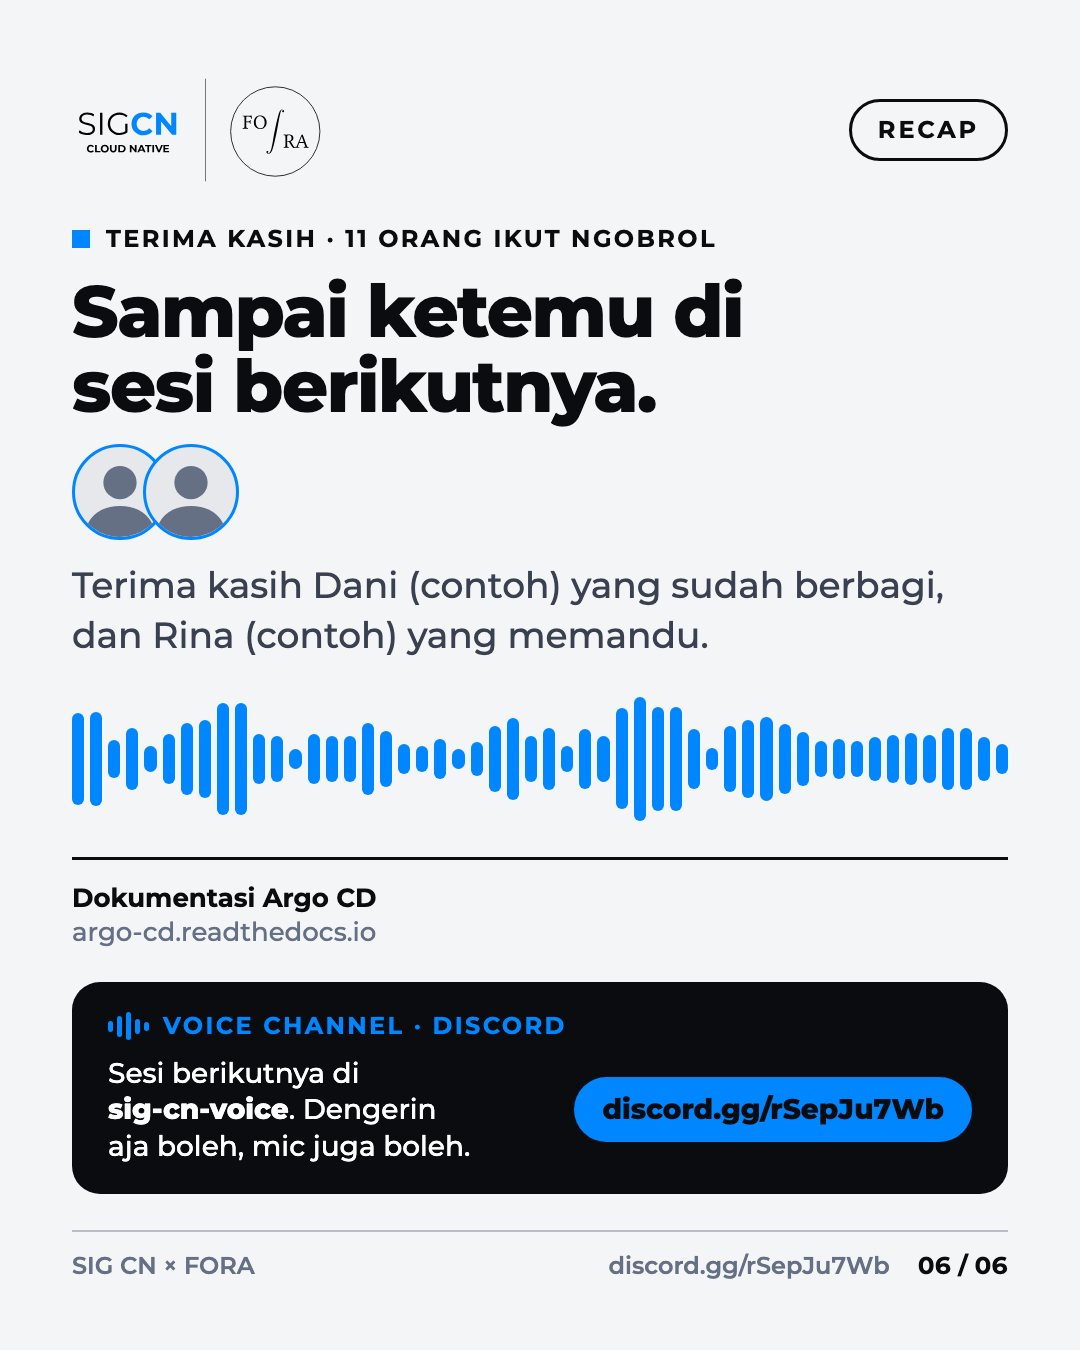 SIGCN
CLOUD NATIVE
FO
RA
RECAP
TERIMA KASIH · 11 ORANG IKUT NGOBROL
Sampai ketemu di
sesi berikutnya.
Terima kasih Dani (contoh) yang sudah berbagi,
dan Rina (contoh) yang memandu.
Dokumentasi Argo CD
argo-cd.readthedocs.io
VOICE CHANNEL · DISCORD
Sesi berikutnya di
sig-cn-voice. Dengerin
aja boleh, mic juga boleh.
discord.gg/rSepJu7Wb
SIG CN × FORA
discord.gg/rSepJu7Wb
06 / 06